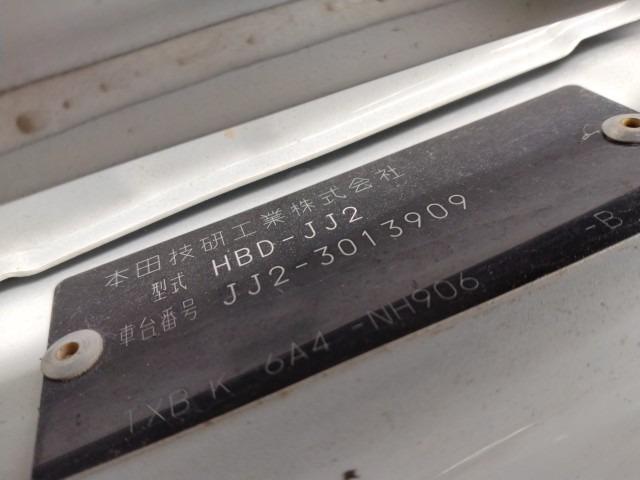 本田技研工業株式会社
型式 HBD-JJ2
車台番号 JJ2-3013909
TXB K 6A4 -NH906 -B